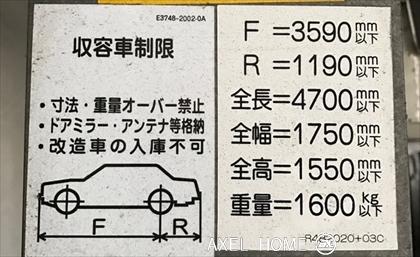 E3748-2002-0A
収容車制限
・寸法・重量オーバー禁止
・ドアミラー・アンテナ等格納
・改造車の入庫不可
F
R
F=3590mm以下
R=1190mm以下
全長=4700mm以下
全幅=1750mm以下
全高=1550mm以下
重量=1600kg以下
AXEL HOME